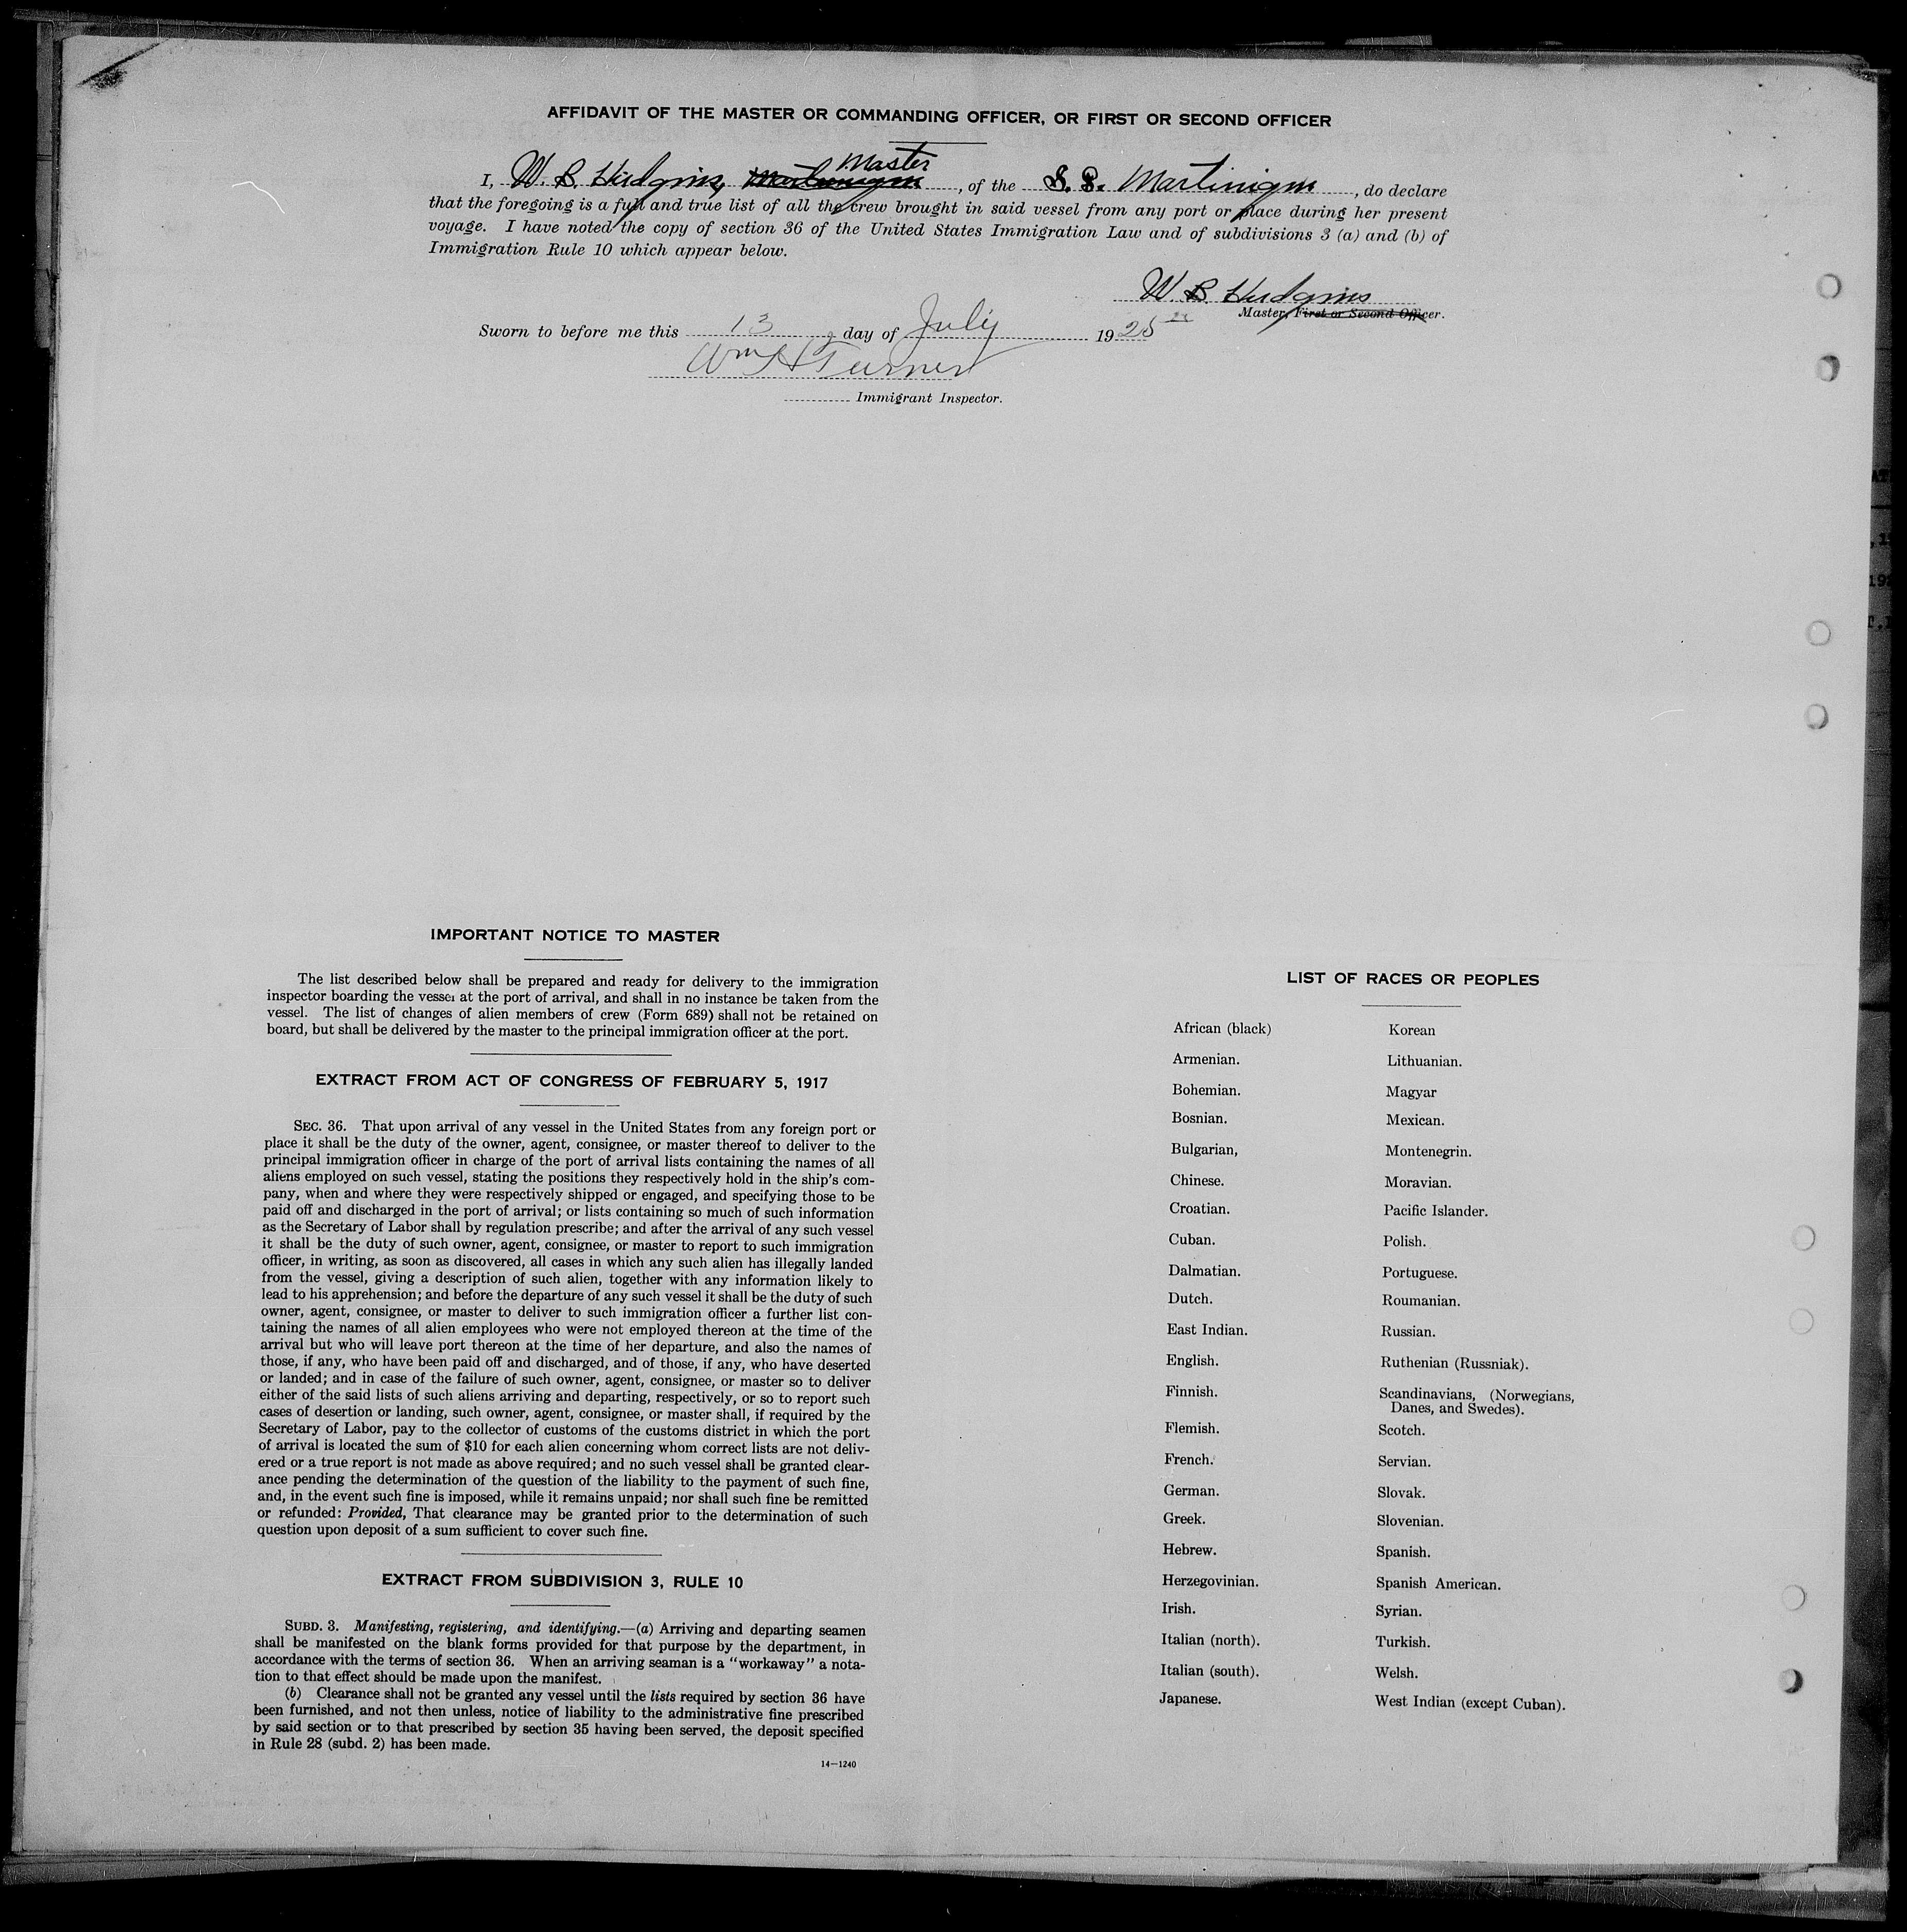 AFFIDAVIT OF THE MASTER OR COMMANDING OFFICER, OR FIRST OR SECOND OFFICER
Master
I, W. B. Hudgins, of the S. S. Martinique, do declare
that the foregoing is a full and true list of all the crew brought in said vessel from any port or place during her present
voyage. I have noted the copy of section 36 of the United States Immigration Law and of subdivisions 3 (a) and (b) of
Immigration Rule 10 which appear below.
W. B. Hudgins
Master, First or Second Officer.
Sworn to before me this 13 day of July 1925
Wm H Turner
Immigrant Inspector.
IMPORTANT NOTICE TO MASTER
The list described below shall be prepared and ready for delivery to the immigration
inspector boarding the vessel at the port of arrival, and shall in no instance be taken from the
vessel. The list of changes of alien members of crew (Form 689) shall not be retained on
board, but shall be delivered by the master to the principal immigration officer at the port.
EXTRACT FROM ACT OF CONGRESS OF FEBRUARY 5, 1917
SEC. 36. That upon arrival of any vessel in the United States from any foreign port or
place it shall be the duty of the owner, agent, consignee, or master thereof to deliver to the
principal immigration officer in charge of the port of arrival lists containing the names of all
aliens employed on such vessel, stating the positions they respectively hold in the ship's com-
pany, when and where they were respectively shipped or engaged, and specifying those to be
paid off and discharged in the port of arrival; or lists containing so much of such information
as the Secretary of Labor shall by regulation prescribe; and after the arrival of any such vessel
it shall be the duty of such owner, agent, consignee, or master to report to such immigration
officer, in writing, as soon as discovered, all cases in which any such alien has illegally landed
from the vessel, giving a description of such alien, together with any information likely to
lead to his apprehension; and before the departure of any such vessel it shall be the duty of such
owner, agent, consignee, or master to deliver to such immigration officer a further list con-
taining the names of all alien employees who were not employed thereon at the time of the
arrival but who will leave port thereon at the time of her departure, and also the names of
those, if any, who have been paid off and discharged, and of those, if any, who have deserted
or landed; and in case of the failure of such owner, agent, consignee, or master so to deliver
either of the said lists of such aliens arriving and departing, respectively, or so to report such
cases of desertion or landing, such owner, agent, consignee, or master shall, if required by the
Secretary of Labor, pay to the collector of customs of the customs district in which the port
of arrival is located the sum of $10 for each alien concerning whom correct lists are not deliv-
ered or a true report is not made as above required; and no such vessel shall be granted clear-
ance pending the determination of the question of the liability to the payment of such fine,
and, in the event such fine is imposed, while it remains unpaid; nor shall such fine be remitted
or refunded: Provided, That clearance may be granted prior to the determination of such
question upon deposit of a sum sufficient to cover such fine.
EXTRACT FROM SUBDIVISION 3, RULE 10
SUBD. 3. Manifesting, registering, and identifying.—(a) Arriving and departing seamen
shall be manifested on the blank forms provided for that purpose by the department, in
accordance with the terms of section 36. When an arriving seaman is a "workaway" a nota-
tion to that effect should be made upon the manifest.
(b) Clearance shall not be granted any vessel until the lists required by section 36 have
been furnished, and not then unless, notice of liability to the administrative fine prescribed
by said section or to that prescribed by section 35 having been served, the deposit specified
in Rule 28 (subd. 2) has been made.
14—1240
LIST OF RACES OR PEOPLES
African (black)
Armenian.
Bohemian.
Bosnian.
Bulgarian,
Chinese.
Croatian.
Cuban.
Dalmatian.
Dutch.
East Indian.
English.
Finnish.
Flemish.
French.
German.
Greek.
Hebrew.
Herzegovinian.
Irish.
Italian (north).
Italian (south).
Japanese.
Korean
Lithuanian.
Magyar
Mexican.
Montenegrin.
Moravian.
Pacific Islander.
Polish.
Portuguese.
Roumanian.
Russian.
Ruthenian (Russniak).
Scandinavians, (Norwegians,
Danes, and Swedes).
Scotch.
Servian.
Slovak.
Slovenian.
Spanish.
Spanish American.
Syrian.
Turkish.
Welsh.
West Indian (except Cuban).